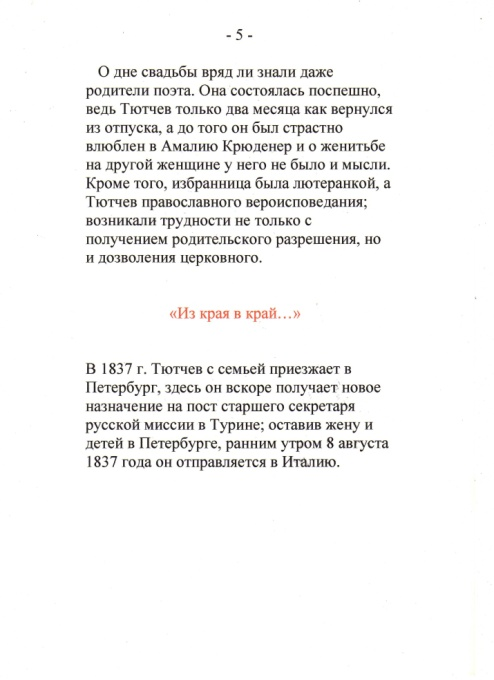 - 5 -
О дне свадьбы вряд ли знали даже
родители поэта. Она состоялась поспешно,
ведь Тютчев только два месяца как вернулся
из отпуска, а до того он был страстно
влюблен в Амалию Крюденер и о женитьбе
на другой женщине у него не было и мысли.
Кроме того, избранница была лютеранкой, а
Тютчев православного вероисповедания;
возникали трудности не только с
получением родительского разрешения, но
и дозволения церковного.
«Из края в край…»
В 1837 г. Тютчев с семьей приезжает в
Петербург, здесь он вскоре получает новое
назначение на пост старшего секретаря
русской миссии в Турине; оставив жену и
детей в Петербурге, ранним утром 8 августа
1837 года он отправляется в Италию.